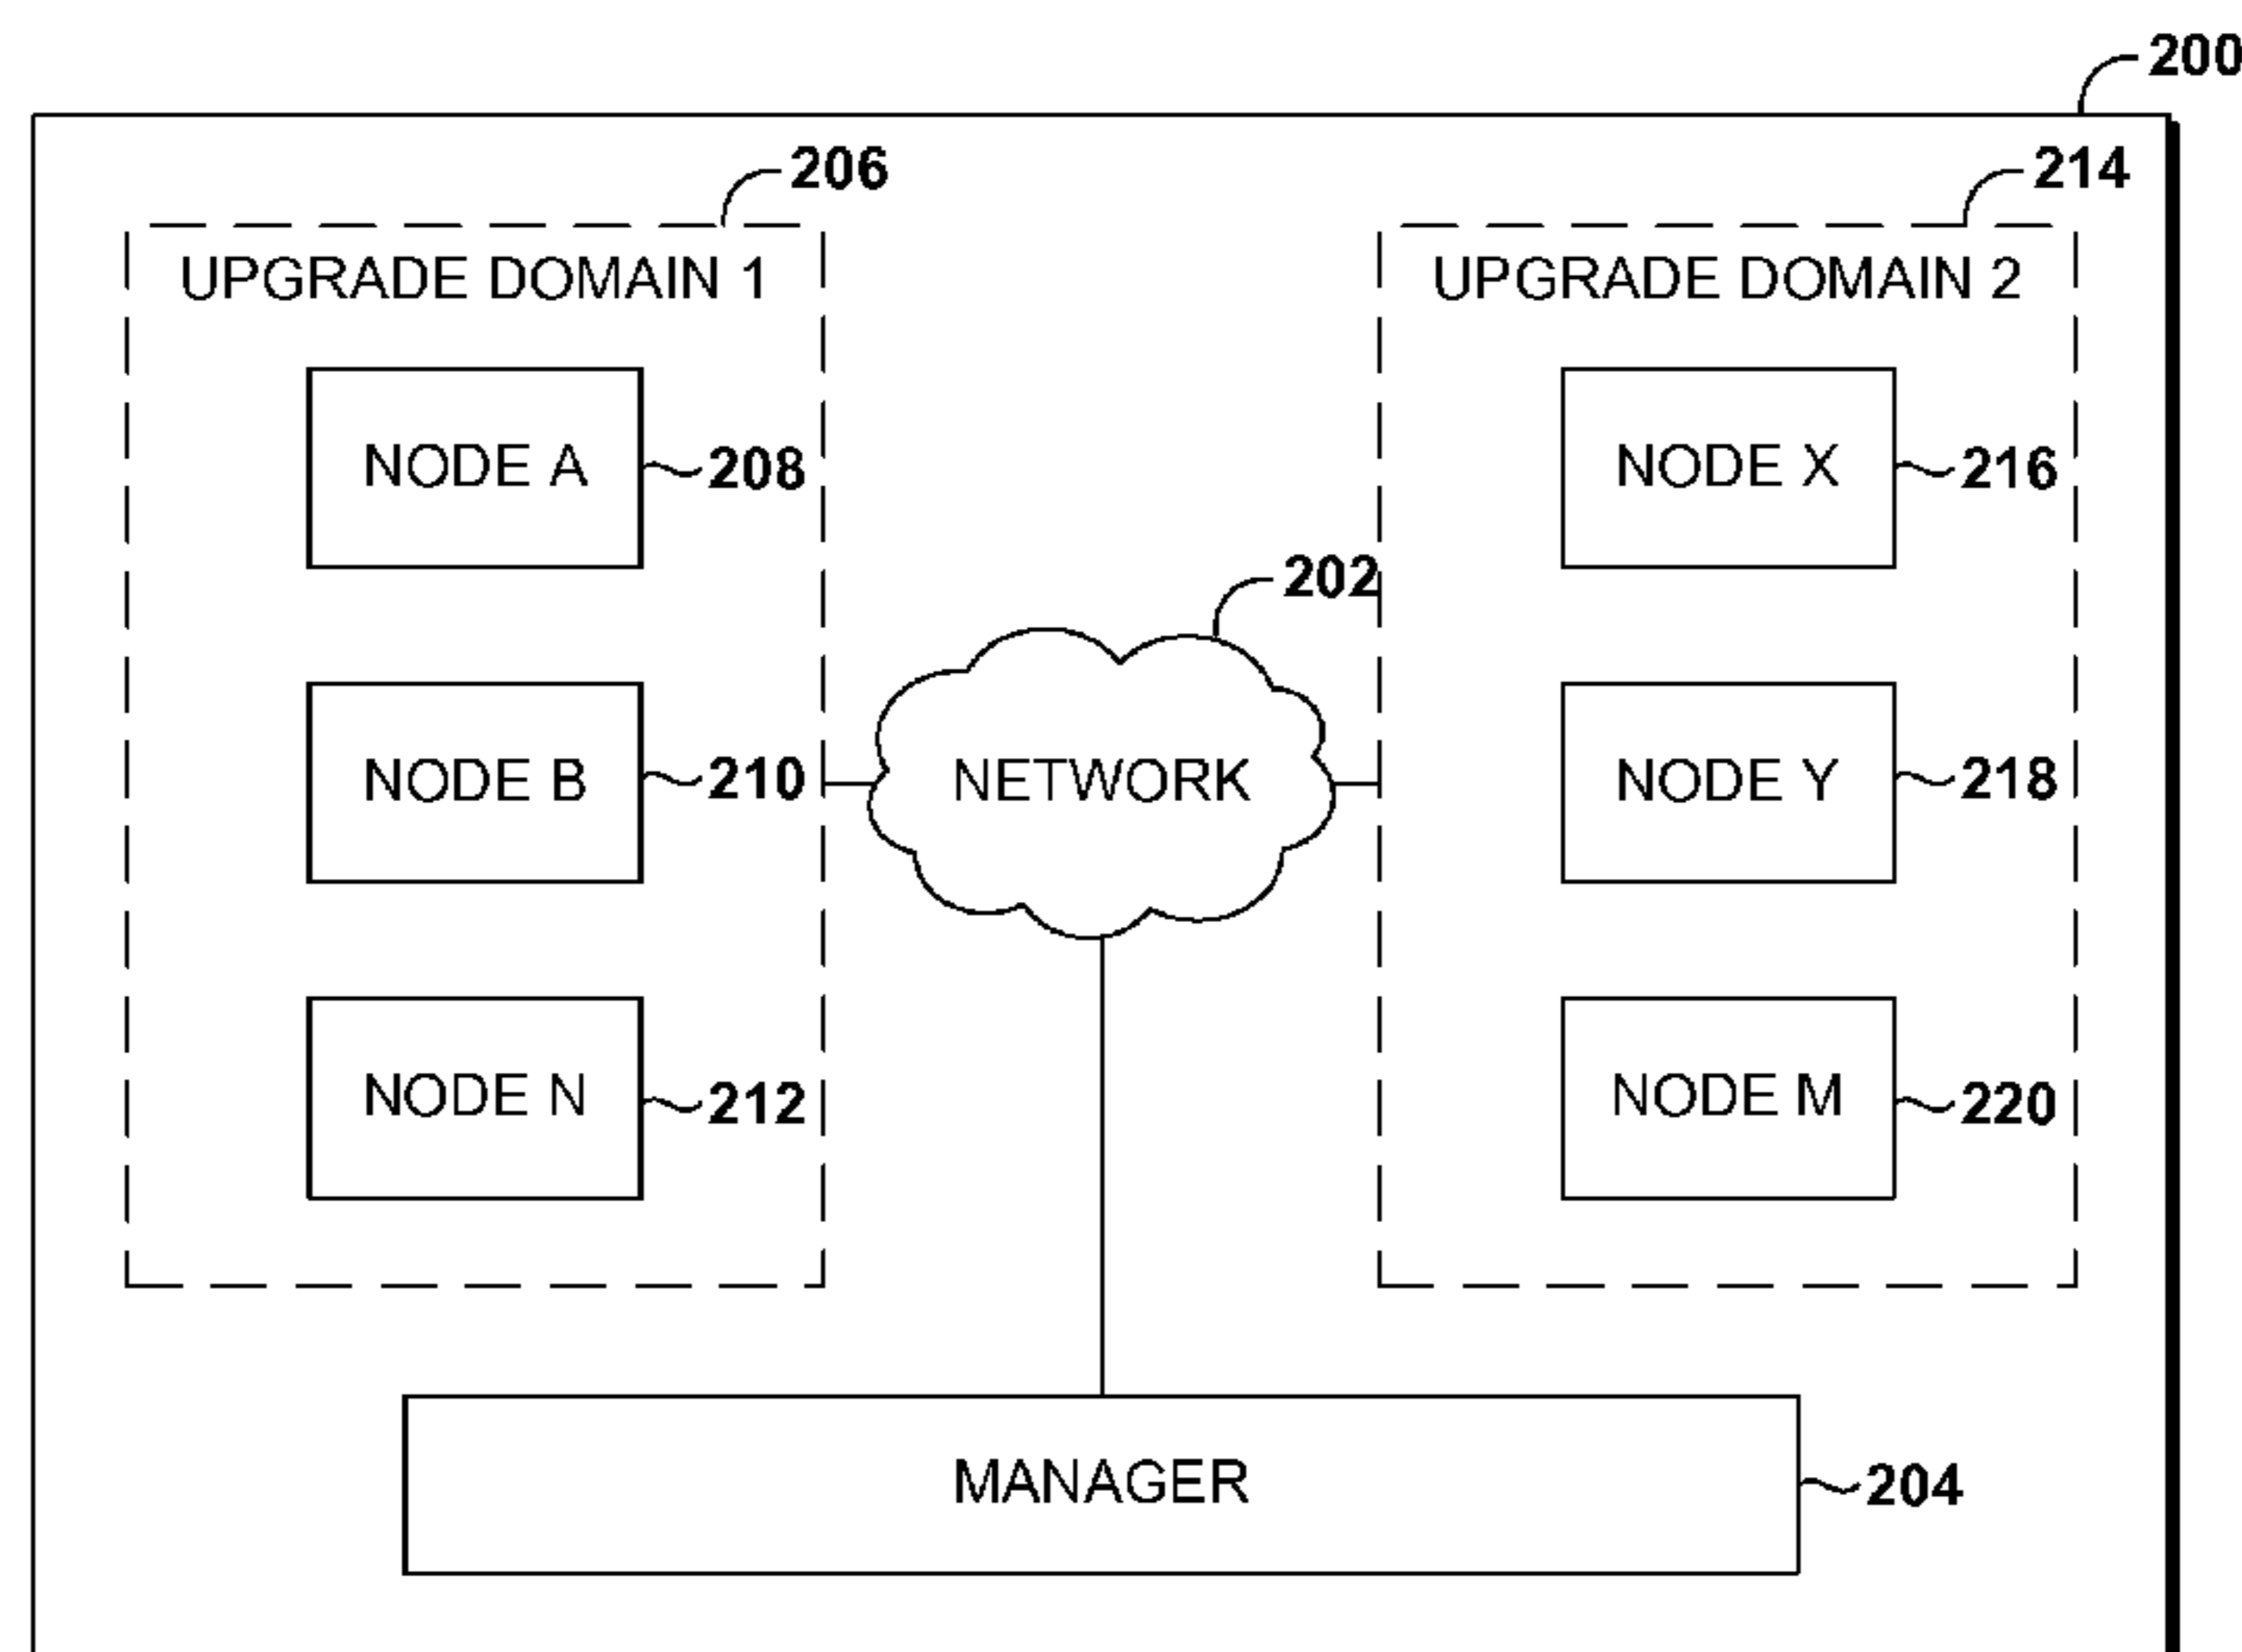 200
206
214
UPGRADE DOMAIN 1
UPGRADE DOMAIN 2
NODE A
208
NODE X
216
202
NODE B
210
NETWORK
NODE Y
218
NODE N
212
NODE M
220
MANAGER
204